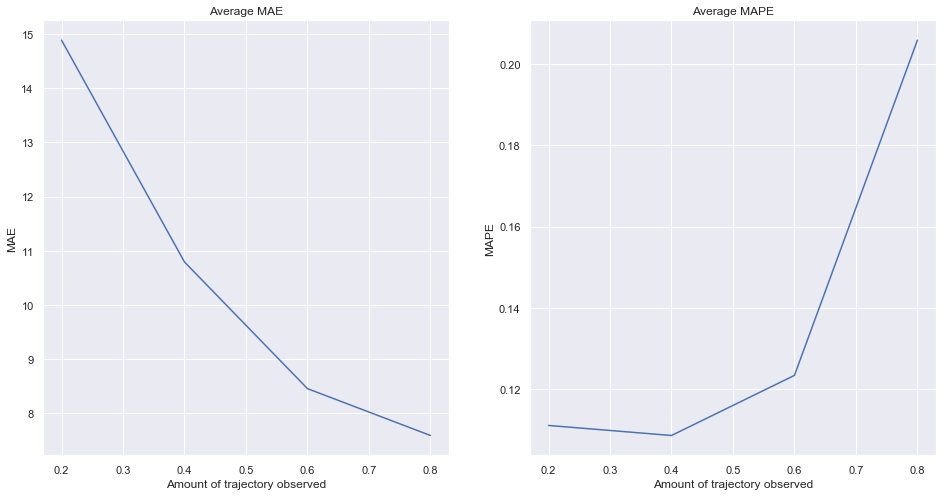 Average MAE
15
14
13
12
11
10
9
8
MAE
0.2 0.3 0.4 0.5 0.6 0.7 0.8
Amount of trajectory observed
Average MAPE
0.20
0.18
0.16
0.14
0.12
MAPE
0.2 0.3 0.4 0.5 0.6 0.7 0.8
Amount of trajectory observed